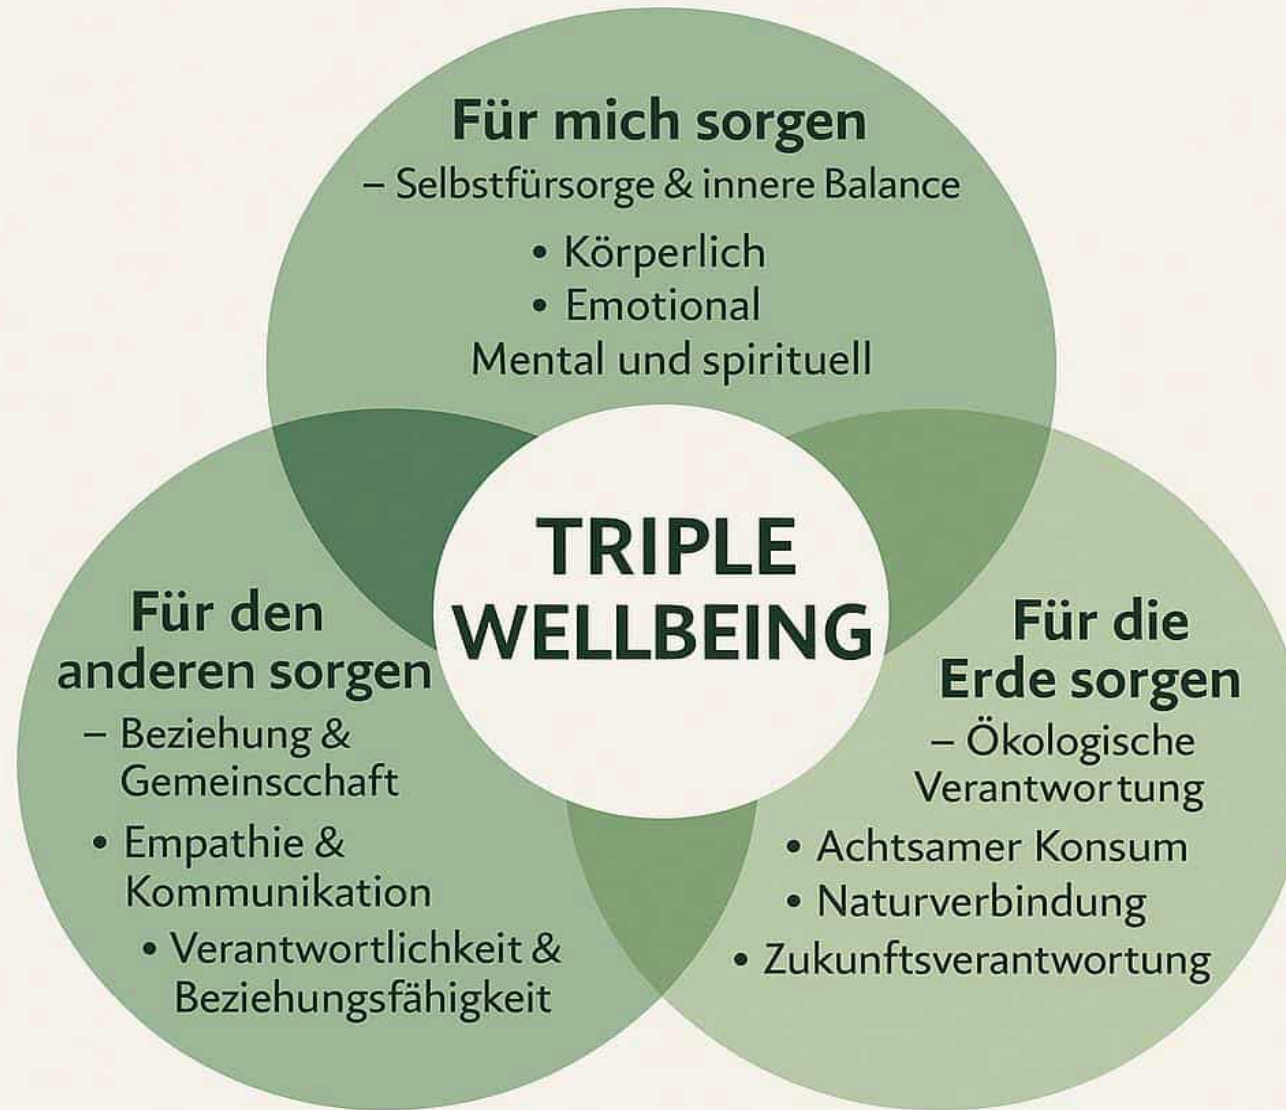 Für mich sorgen
– Selbstfürsorge & innere Balance
• Körperlich
• Emotional
Mental und spirituell
TRIPLE
WELLBEING
Für den
anderen sorgen
– Beziehung &
Gemeinscchaft
• Empathie &
Kommunikation
• Verantwortlichkeit &
Beziehungsfähigkeit
Für die
Erde sorgen
– Ökologische
Verantwortung
• Achtsamer Konsum
• Naturverbindung
• Zukunftsverantwortung